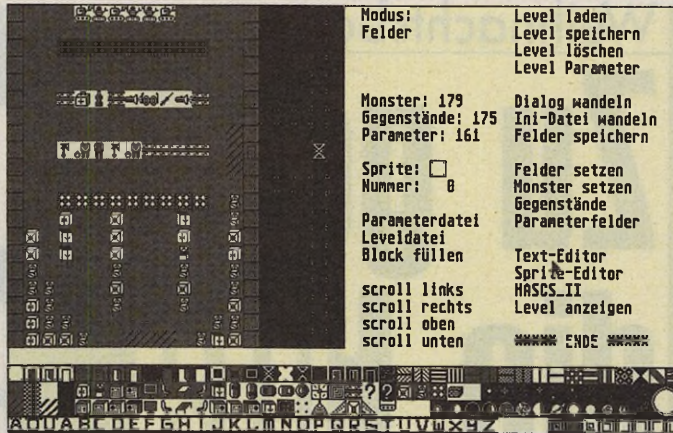 Modus:
Felder
Monster: 179
Gegenstände: 175
Parameter: 161
Sprite:
Nummer: 0
Parameterdatei
Leveldatei
Block füllen
scroll links
scroll rechts
scroll oben
scroll unten
Level laden
Level speichern
Level löschen
Level Parameter
Dialog wandeln
Ini-Datei wandeln
Felder speichern
Felder setzen
Monster setzen
Gegenstände
Parameterfelder
Text-Editor
Sprite-Editor
MASCS_II
Level anzeigen
***** ENDE *****
ÄÖÜABCDEFGHIJKLMNOPQRSTUVWXYZ